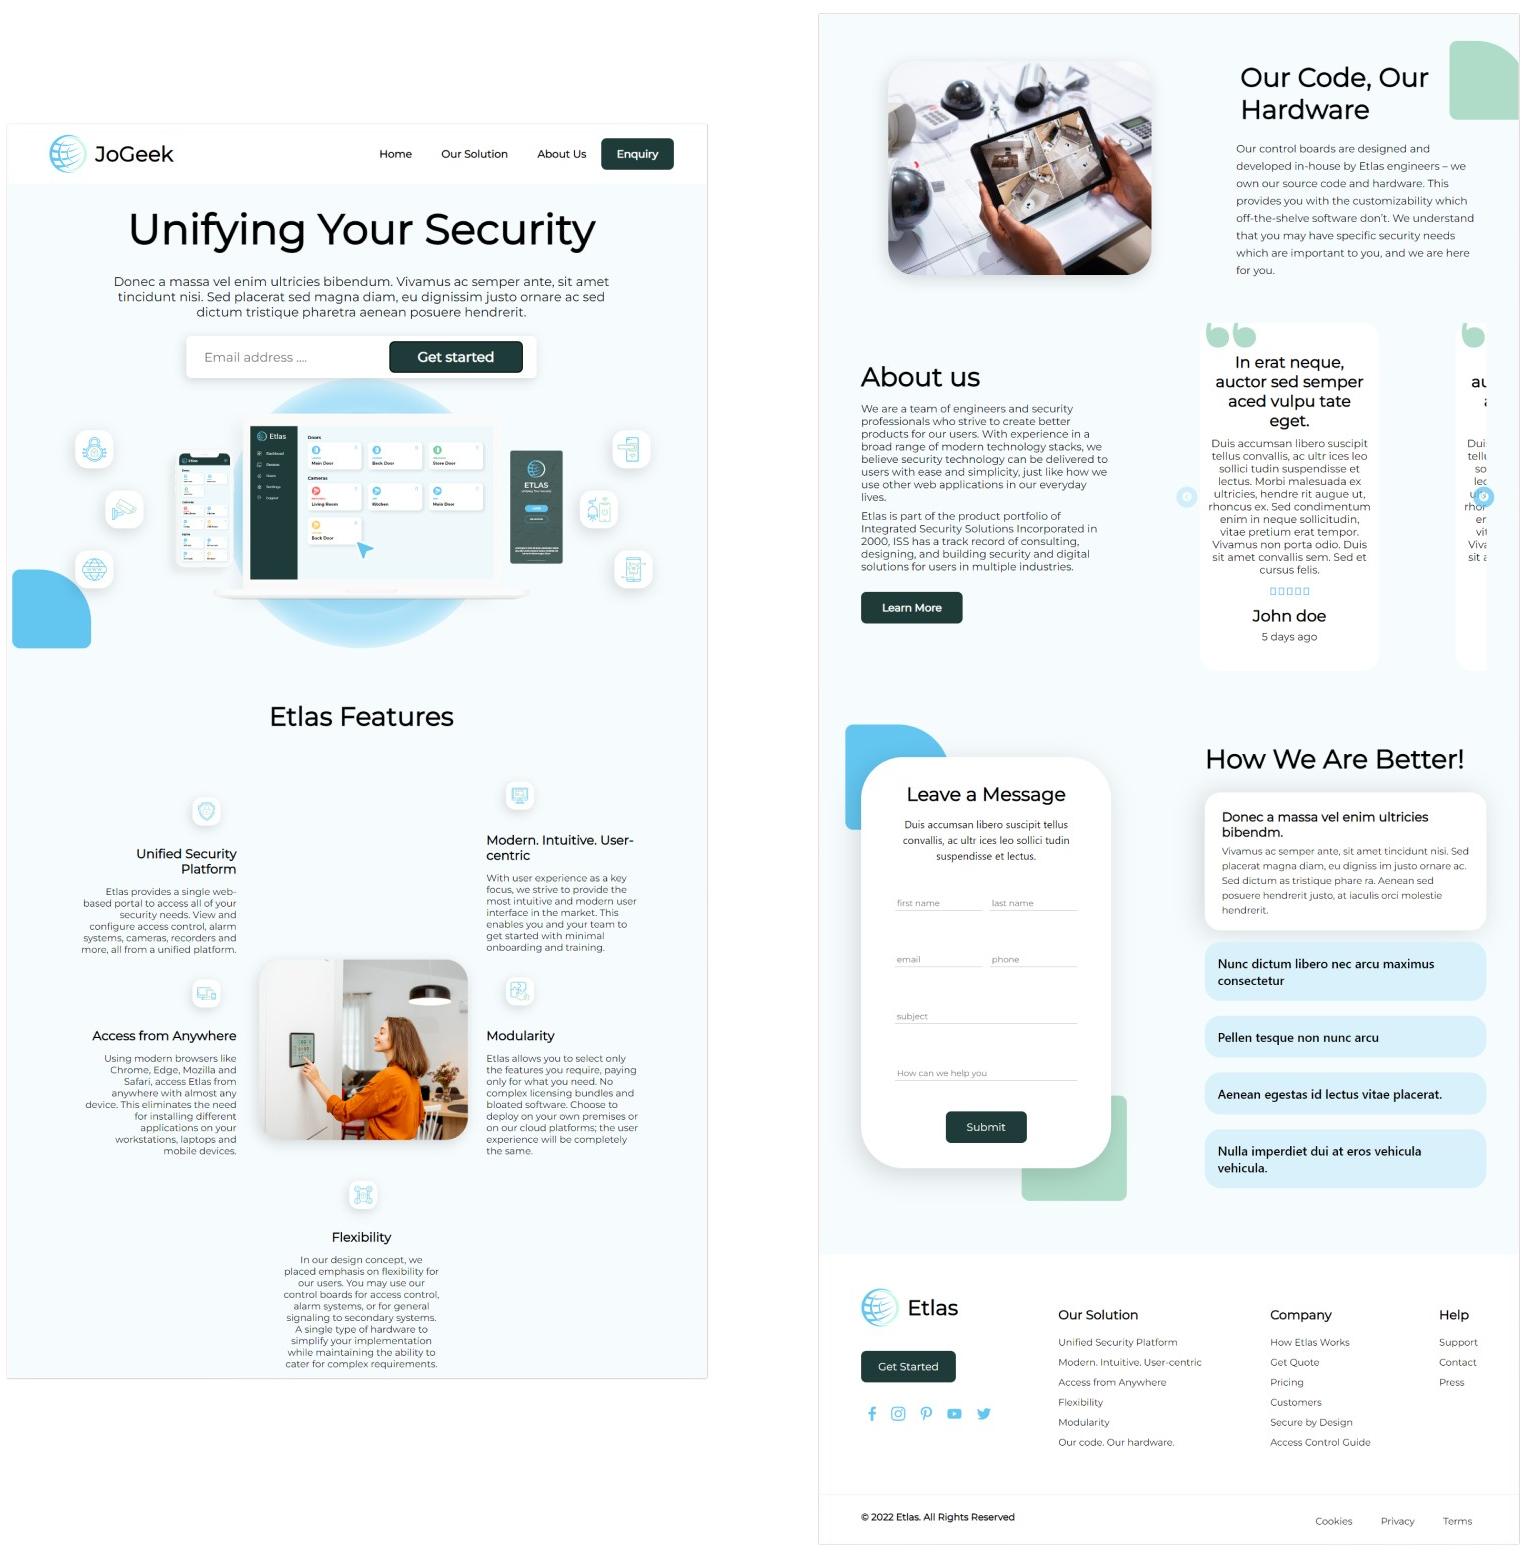 JoGeek
Home Our Solution About Us Enquiry
Unifying Your Security
Donec a massa vel enim ultricies bibendum. Vivamus ac semper ante, sit amet
tincidunt nisi. Sed placerat sed magna diam, eu dignissim justo ornare ac sed
dictum tristique pharetra aenean posuere hendrerit.
Email address ....
Get started
Etlas
Dashboard
Settings
Doors
Main Door
Back Door
Store Door
Cameras
Living Room
Kitchen
Main Door
Back Door
ETLAS
Etlas Features
Unified Security
Platform
Etlas provides a single web-
based portal to access all of your
security needs. View and
configure access control, alarm
systems, cameras, recorders and
more, all from a unified platform.
Modern. Intuitive. User-
centric
With user experience as a key
focus, we strive to provide the
most intuitive and modern user
interface in the market. This
enables you and your team to
get started with minimal
onboarding and training.
Access from Anywhere
Using modern browsers like
Chrome, Edge, Mozilla and
Safari, access Etlas from
anywhere with almost any
device. This eliminates the need
for installing different
applications on your
workstations, laptops and
mobile devices.
Modularity
Etlas allows you to select only
the features you require, paying
only for what you need. No
complex licensing bundles and
bloated software. Choose to
deploy on your own premises or
on our cloud platforms; the user
experience will be completely
the same.
Flexibility
In our design concept, we
placed emphasis on flexibility for
our users. You may use our
control boards for access control,
alarm systems, or for general
signaling to secondary systems.
A single type of hardware to
simplify your implementation
while maintaining the ability to
cater for complex requirements.
Our Code, Our
Hardware
Our control boards are designed and
developed in-house by Etlas engineers – we
own our source code and hardware. This
provides you with the customizability which
off-the-shelve software don't. We understand
that you may have specific security needs
which are important to you, and we are here
for you.
About us
We are a team of engineers and security
professionals who strive to create better
products for our users. With experience in a
broad range of modern technology stacks, we
believe security technology can be delivered to
users with ease and simplicity, just like how we
use other web applications in our everyday
lives.
Etlas is part of the product portfolio of
Integrated Security Solutions Incorporated in
2000, ISS has a track record of consulting,
designing, and building security and digital
solutions for users in multiple industries.
Learn More
In erat neque,
auctor sed semper
aced vulpu tate
eget.
Duis accumsan libero suscipit
tellus convallis, ac ultr ices leo
sollici tudin suspendisse et
lectus. Morbi malesuada ex
ultricies, hendre rit augue ut,
rhoncus ex. Sed condimentum
enim in neque sollicitudin,
vitae pretium erat tempor.
Vivamus non porta odio. Duis
sit amet convallis sem. Sed et
cursus felis.
John doe
5 days ago
Leave a Message
Duis accumsan libero suscipit tellus
convallis, ac ultr ices leo sollici tudin
suspendisse et lectus.
first name last name
email phone
subject
How can we help you
Submit
How We Are Better!
Donec a massa vel enim ultricies
bibendm.
Vivamus ac semper ante, sit amet tincidunt nisi. Sed
placerat magna diam, eu digniss im justo ornare ac.
Sed dictum as tristique phare ra. Aenean sed
posuere hendrerit justo, at iaculis orci molestie
hendrerit.
Nunc dictum libero nec arcu maximus
consectetur
Pellen tesque non nunc arcu
Aenean egestas id lectus vitae placerat.
Nulla imperdiet dui at eros vehicula
vehicula.
Etlas
Get Started
Our Solution
Unified Security Platform
Modern. Intuitive. User-centric
Access from Anywhere
Flexibility
Modularity
Our code. Our hardware.
Company
How Etlas Works
Get Quote
Pricing
Customers
Secure by Design
Access Control Guide
Help
Support
Contact
Press
© 2022 Etlas. All Rights Reserved
Cookies Privacy Terms